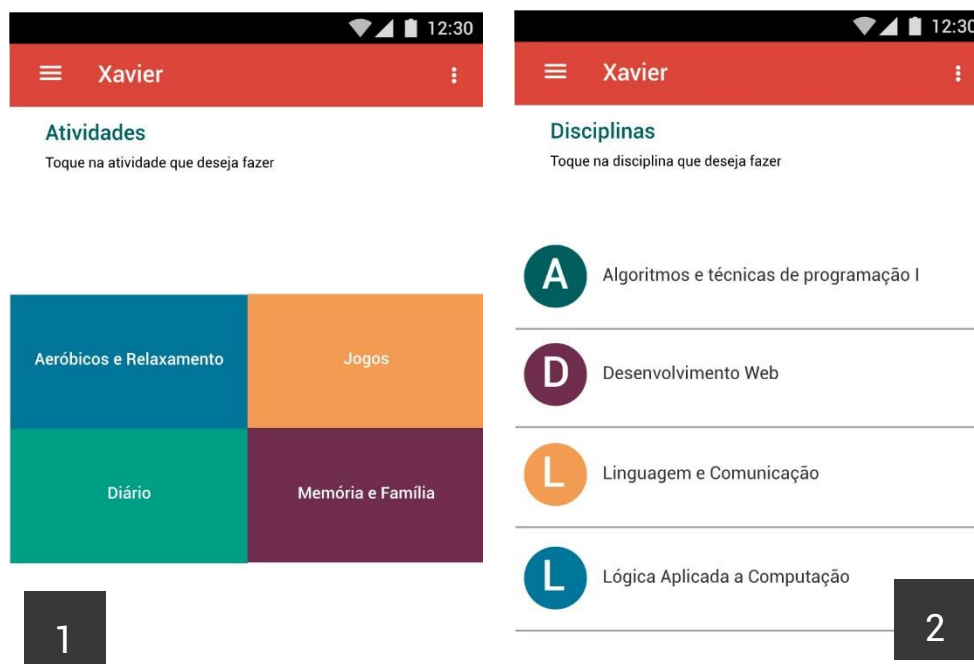 12:30
Xavier
Atividades
Toque na atividade que deseja fazer
Aeróbicos e Relaxamento
Jogos
Diário
Memória e Família
1
12:30
Xavier
Disciplinas
Toque na disciplina que deseja fazer
A
Algoritmos e técnicas de programação I
D
Desenvolvimento Web
L
Linguagem e Comunicação
L
Lógica Aplicada a Computação
2